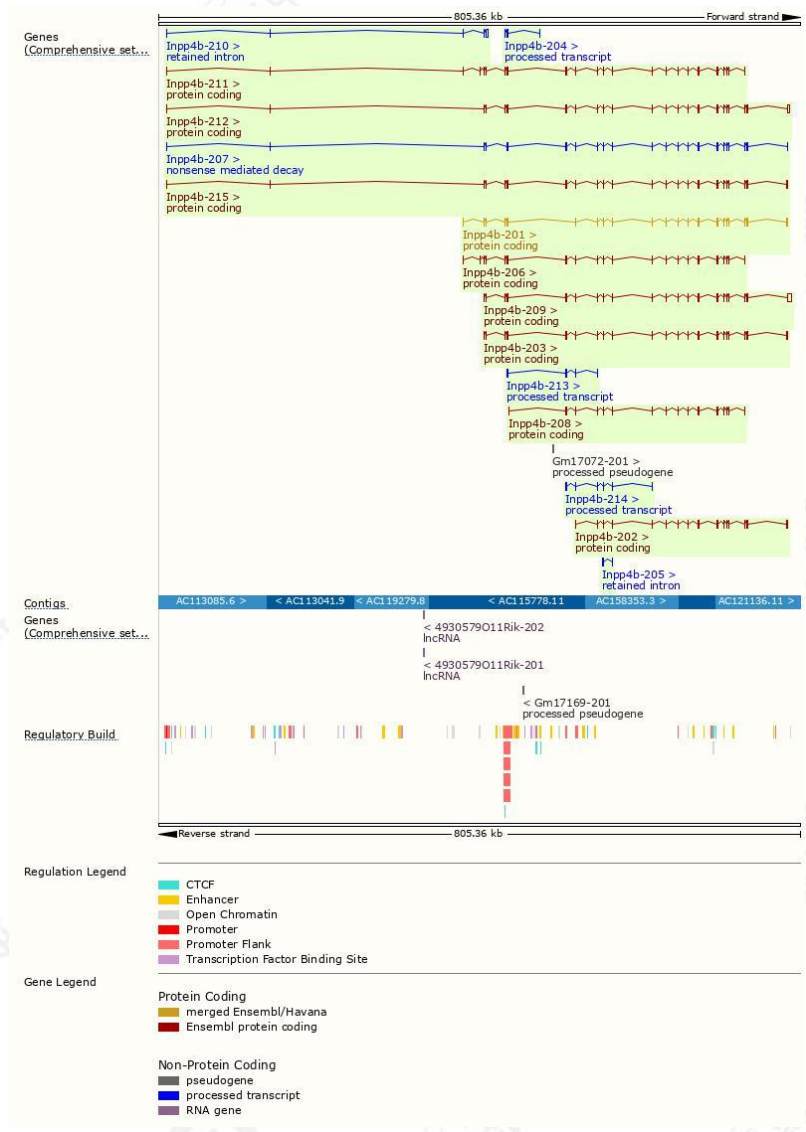 805.36 kb Forward strand
Genes
(Comprehensive set...
Inpp4b-210 >
retained intron
Inpp4b-204 >
processed transcript
Inpp4b-211 >
protein coding
Inpp4b-212 >
protein coding
Inpp4b-207 >
nonsense mediated decay
Inpp4b-215 >
protein coding
Inpp4b-201 >
protein coding
Inpp4b-206 >
protein coding
Inpp4b-209 >
protein coding
Inpp4b-203 >
protein coding
Inpp4b-213 >
processed transcript
Inpp4b-208 >
protein coding
Gm17072-201 >
processed pseudogene
Inpp4b-214 >
processed transcript
Inpp4b-202 >
protein coding
Inpp4b-205 >
retained intron
Contigs AC113085.6 > < AC113041.9 < AC119279.8 < AC115778.11 AC158353.3 > AC121136.11 >
Genes
(Comprehensive set...
< 4930579O11Rik-202
lncRNA
< 4930579O11Rik-201
lncRNA
< Gm17169-201
processed pseudogene
Regulatory Build
Reverse strand 805.36 kb
Regulation Legend
CTCF
Enhancer
Open Chromatin
Promoter
Promoter Flank
Transcription Factor Binding Site
Gene Legend
Protein Coding
merged Ensembl/Havana
Ensembl protein coding
Non-Protein Coding
pseudogene
processed transcript
RNA gene